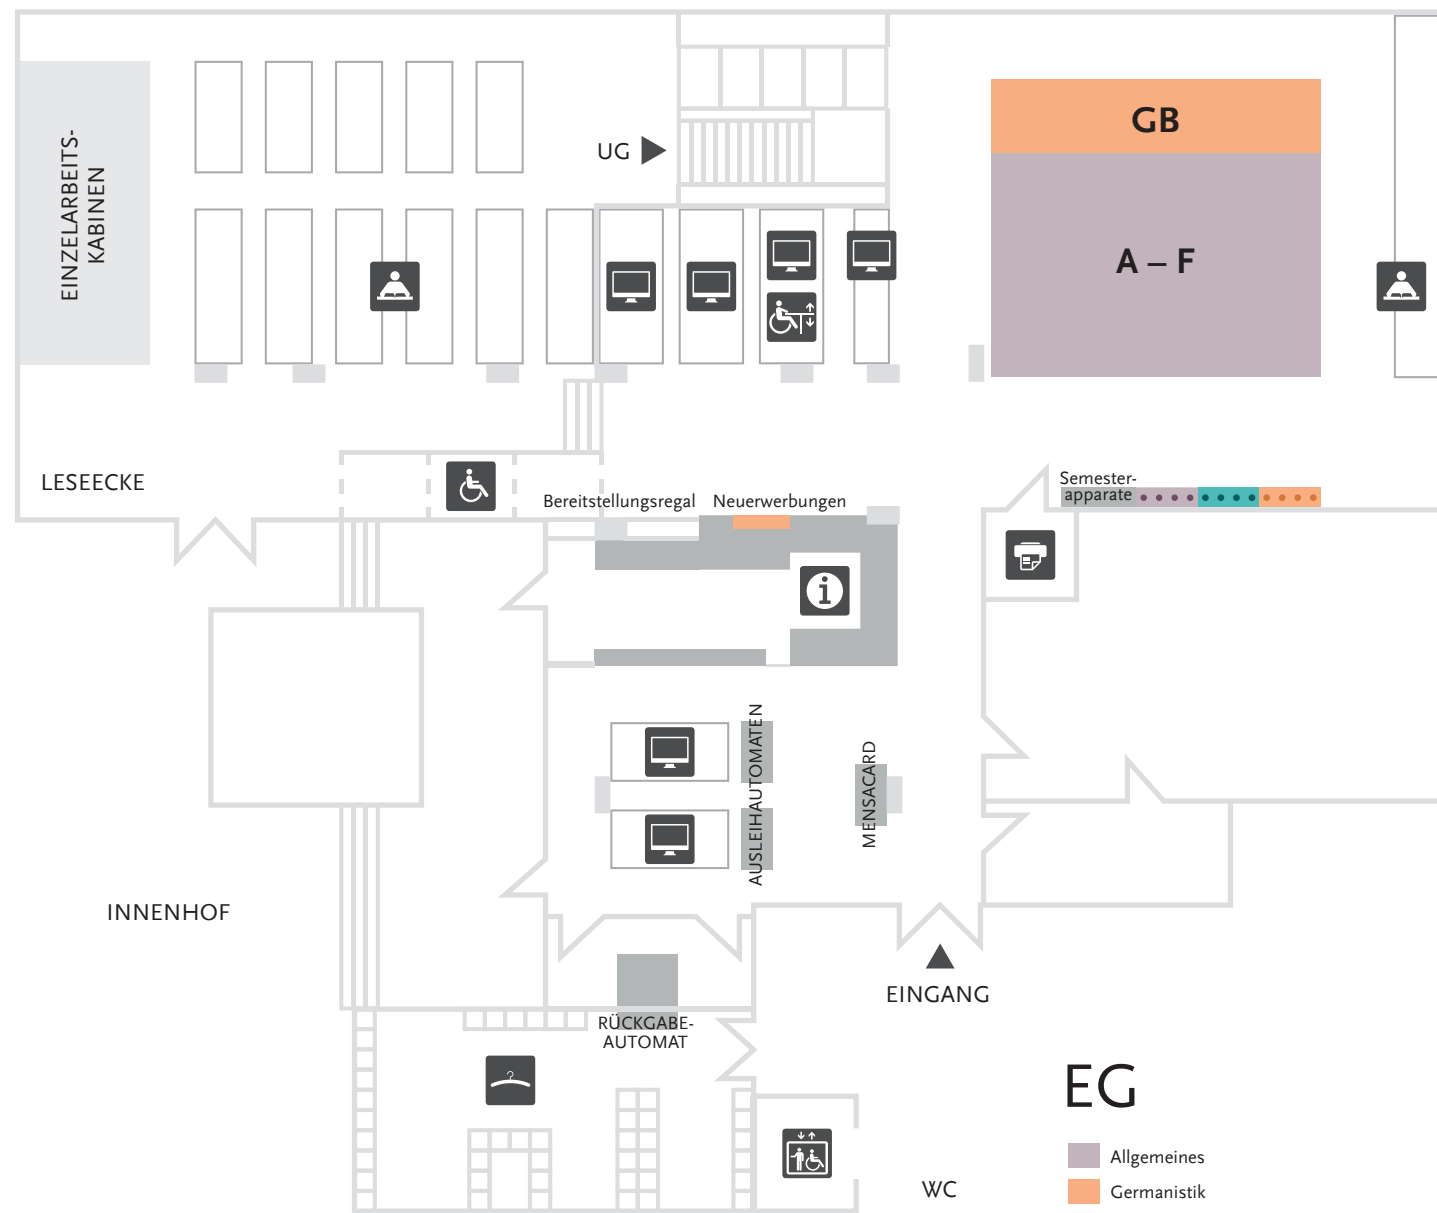 GB
EINZELARBEITS-
KABINEN
UG
A – F
LESEECKE
Semester-
apparate
Bereitstellungsregal
Neuerwerbungen
AUSLEIHAUTOMATEN
MENSACARD
INNENHOF
EINGANG
RÜCKGABE-
AUTOMAT
EG
Allgemeines
WC
Germanistik